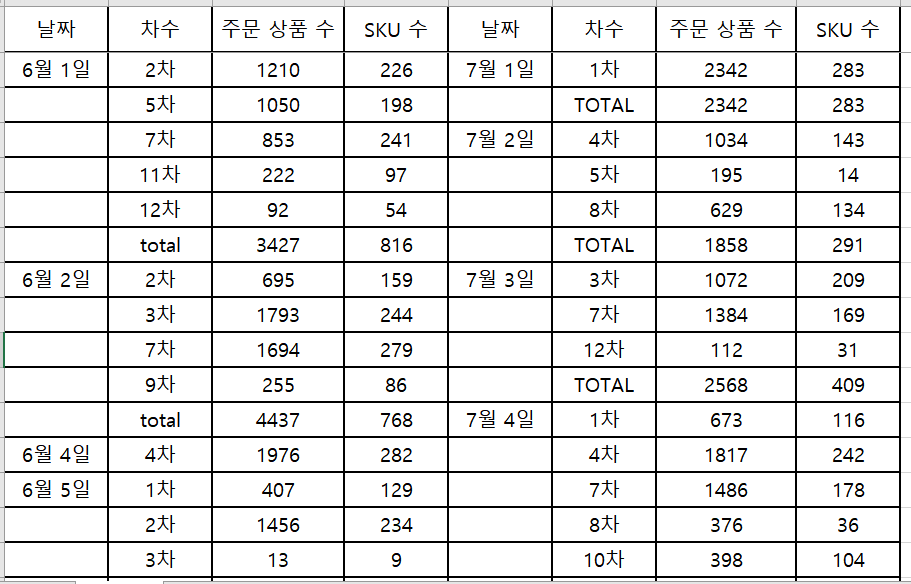 날짜 차수 주문 상품 수 SKU 수 날짜 차수 주문 상품 수 SKU 수
6월 1일 2차 1210 226 7월 1일 1차 2342 283
5차 1050 198 TOTAL 2342 283
7차 853 241 7월 2일 4차 1034 143
11차 222 97 5차 195 14
12차 92 54 8차 629 134
total 3427 816 TOTAL 1858 291
6월 2일 2차 695 159 7월 3일 3차 1072 209
3차 1793 244 7차 1384 169
7차 1694 279 12차 112 31
9차 255 86 TOTAL 2568 409
total 4437 768 7월 4일 1차 673 116
6월 4일 4차 1976 282 4차 1817 242
6월 5일 1차 407 129 7차 1486 178
2차 1456 234 8차 376 36
3차 13 9 10차 398 104